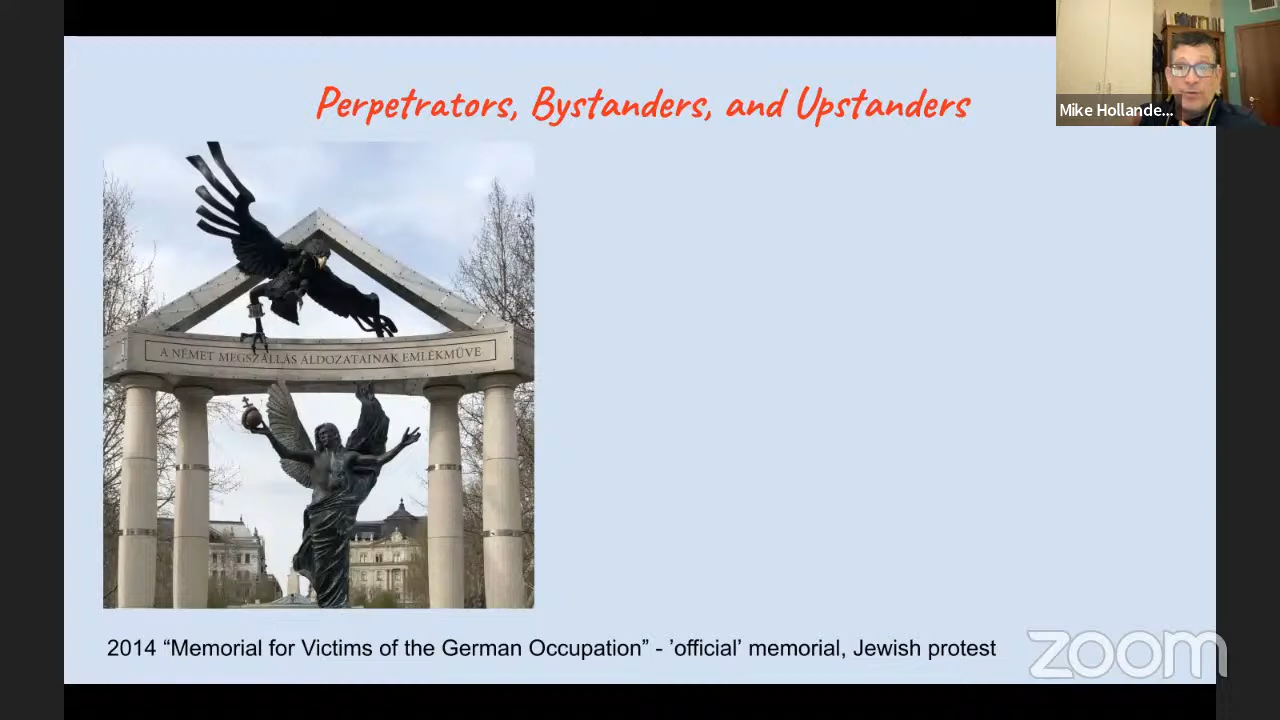 Perpetrators, Bystanders, and Upstanders
Mike Hollande...
A NÉMET MEGSZÁLLÁS ÁLDOZATAINAK EMLÉKMŰVE
2014 “Memorial for Victims of the German Occupation” - ’official’ memorial, Jewish protest
zoom